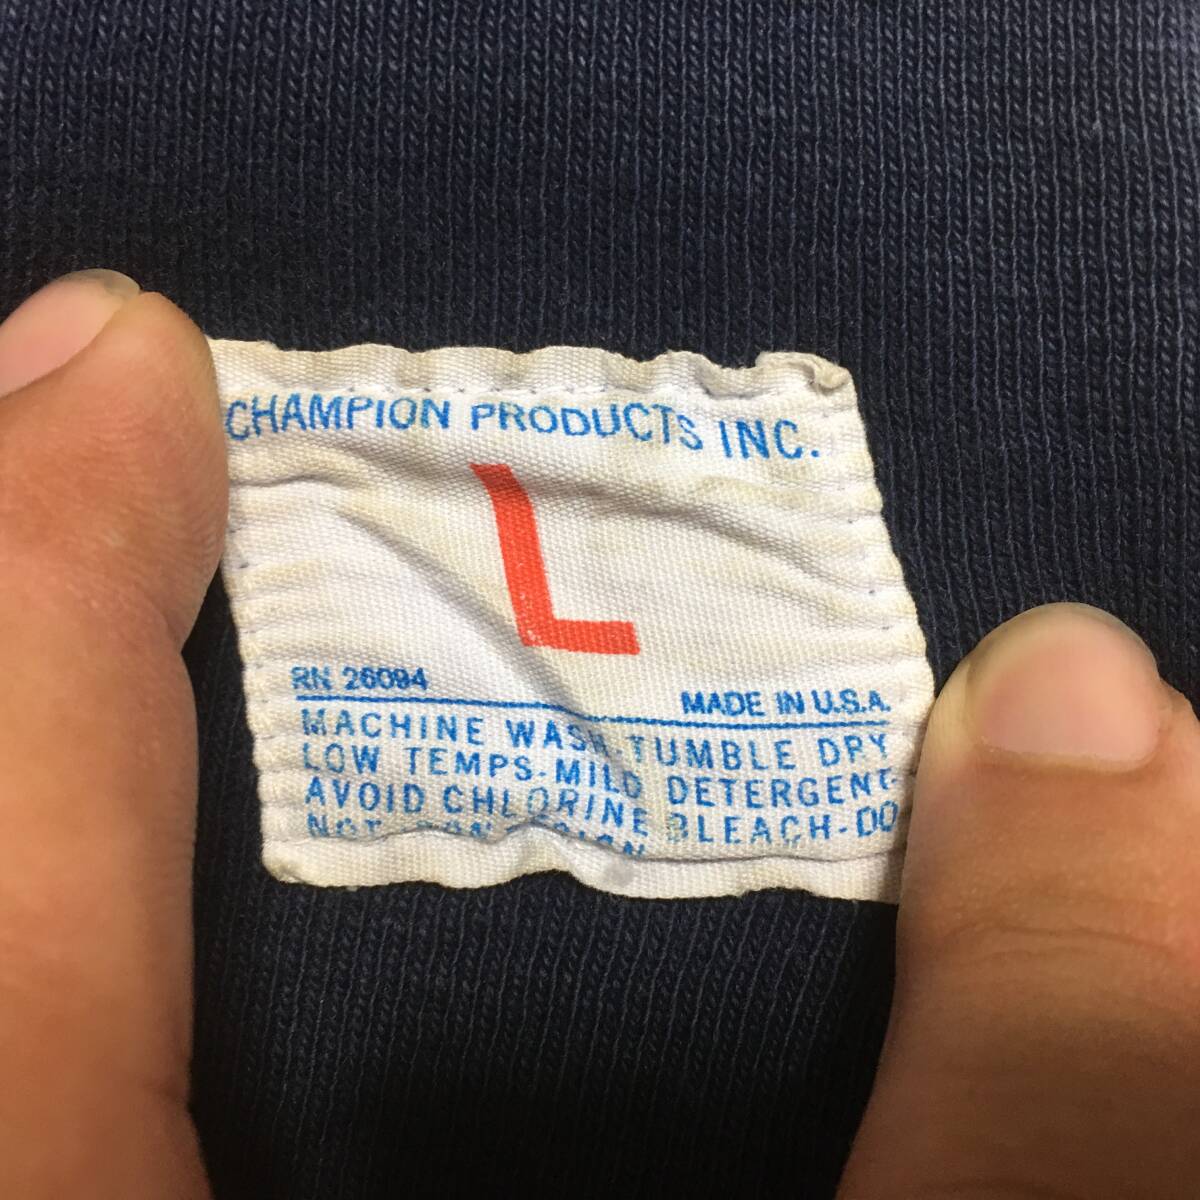 CHAMPION PRODUCTS INC.
L
RN 26094
MADE IN U.S.A.
MACHINE WASH-TUMBLE DRY
LOW TEMPS-MILD DETERGENT
AVOID CHLORINE BLEACH-DO
NOT